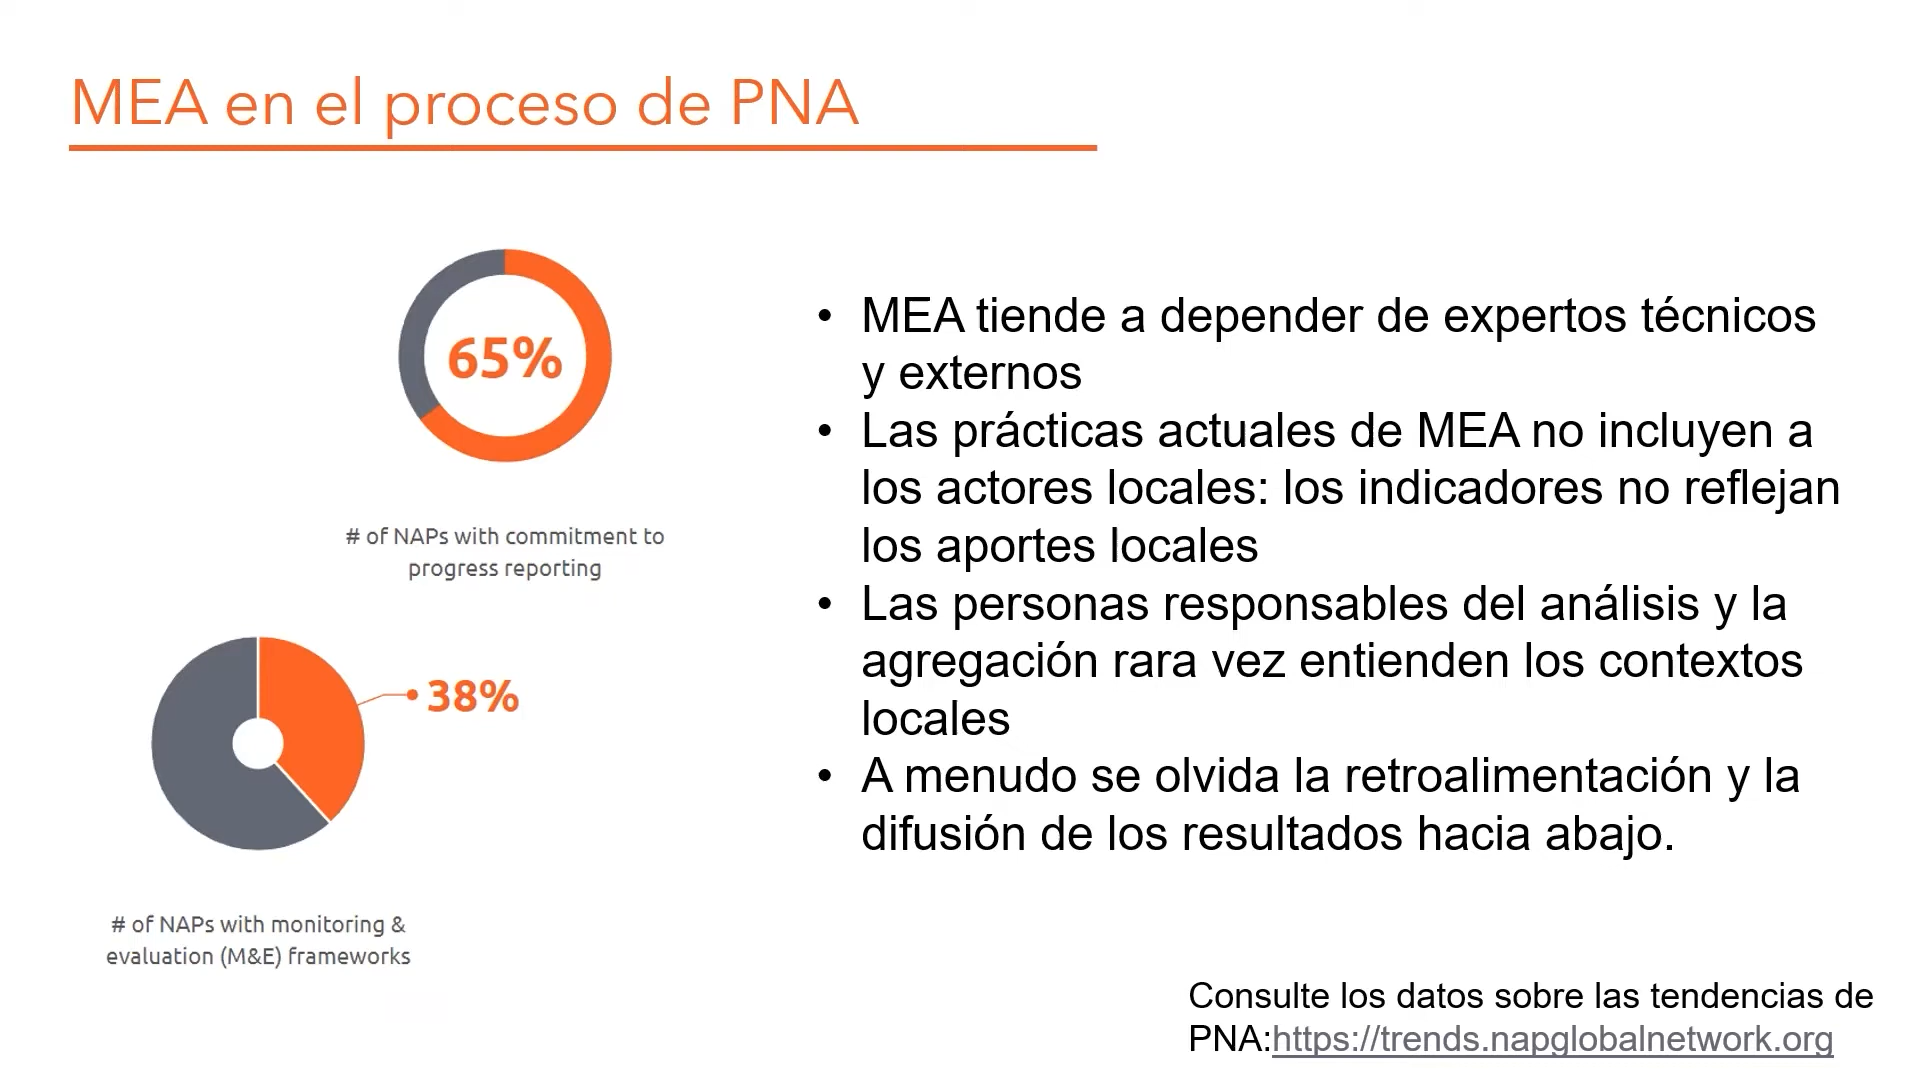 MEA en el proceso de PNA
65%
# of NAPs with commitment to
progress reporting
38%
# of NAPs with monitoring &
evaluation (M&E) frameworks
• MEA tiende a depender de expertos técnicos
y externos
• Las prácticas actuales de MEA no incluyen a
los actores locales: los indicadores no reflejan
los aportes locales
• Las personas responsables del análisis y la
agregación rara vez entienden los contextos
locales
• A menudo se olvida la retroalimentación y la
difusión de los resultados hacia abajo.
Consulte los datos sobre las tendencias de
PNA:https://trends.napglobalnetwork.org